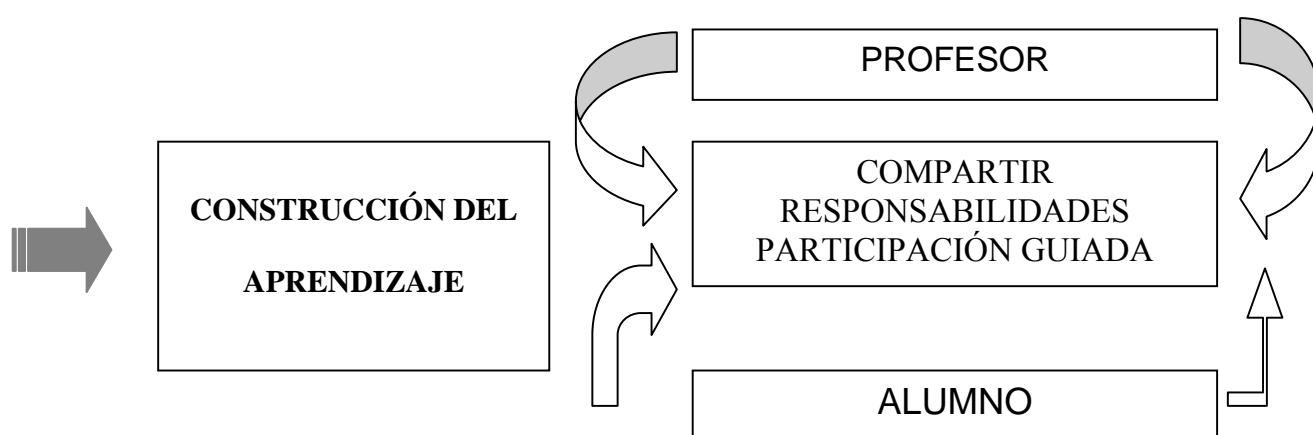 PROFESOR
CONSTRUCCIÓN DEL
APRENDIZAJE
COMPARTIR
RESPONSABILIDADES
PARTICIPACIÓN GUIADA
ALUMNO